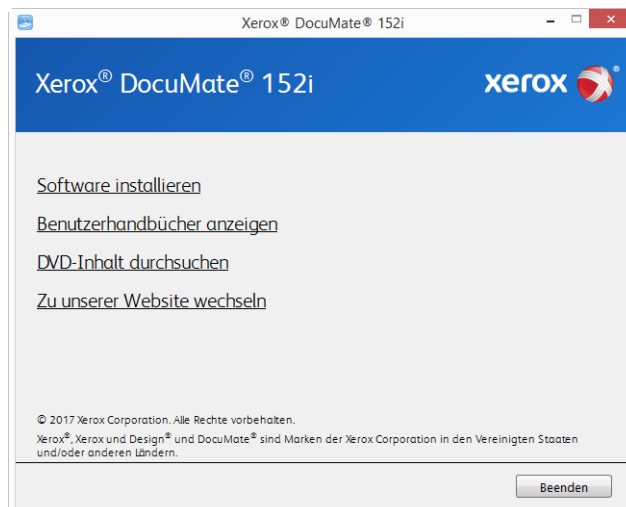 Xerox® DocuMate® 152i
Xerox® DocuMate® 152i
xerox ®
Software installieren
Benutzerhandbücher anzeigen
DVD-Inhalt durchsuchen
Zu unserer Website wechseln
© 2017 Xerox Corporation. Alle Rechte vorbehalten.
Xerox®, Xerox und Design® und DocuMate® sind Marken der Xerox Corporation in den Vereinigten Staaten
und/oder anderen Ländern.
Beenden